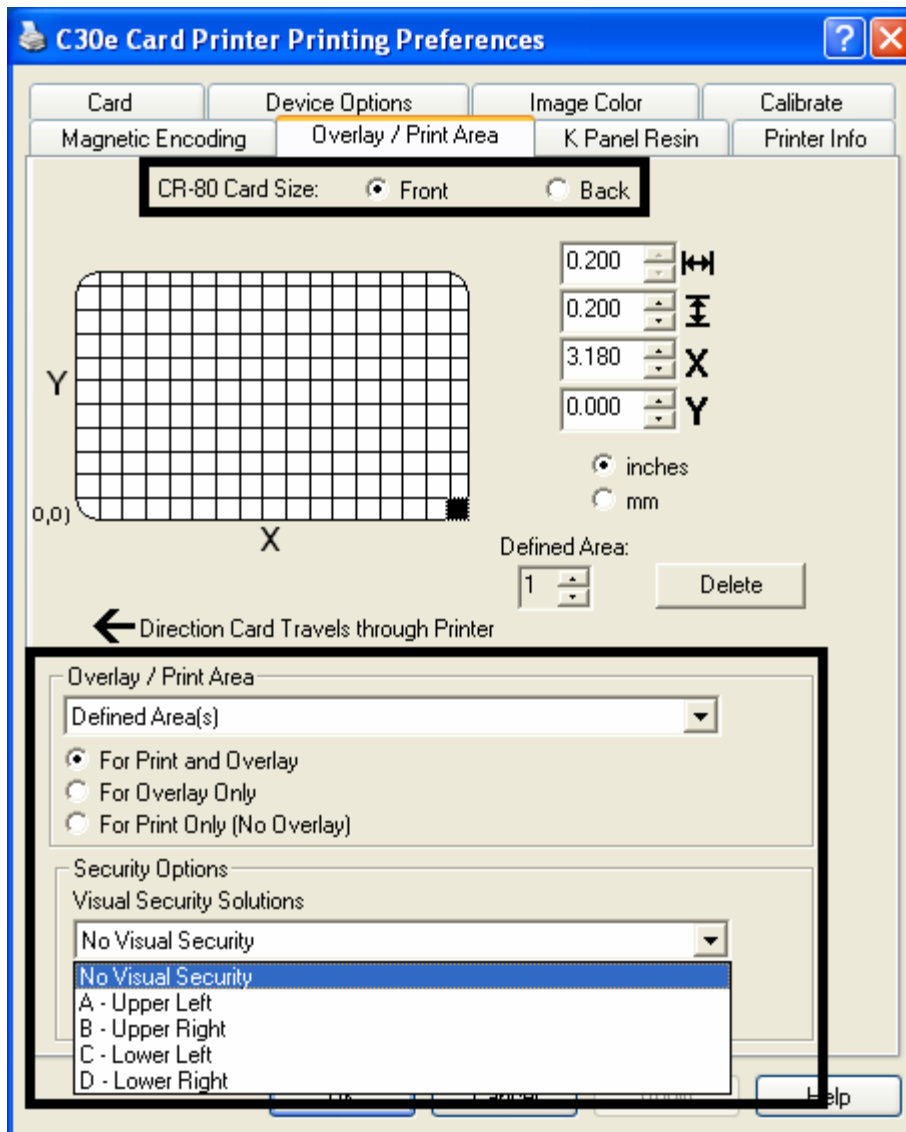 C30e Card Printer Printing Preferences
Card Device Options Image Color Calibrate
Magnetic Encoding Overlay / Print Area K Panel Resin Printer Info
CR-80 Card Size: Front Back
0.200
0.200
3.180 X
0.000 Y
Y
inches
mm
0,0)
X
Defined Area:
1 Delete
Direction Card Travels through Printer
Overlay / Print Area
Defined Area(s)
For Print and Overlay
For Overlay Only
For Print Only (No Overlay)
Security Options
Visual Security Solutions
No Visual Security
No Visual Security
A - Upper Left
B - Upper Right
C - Lower Left
D - Lower Right
Help